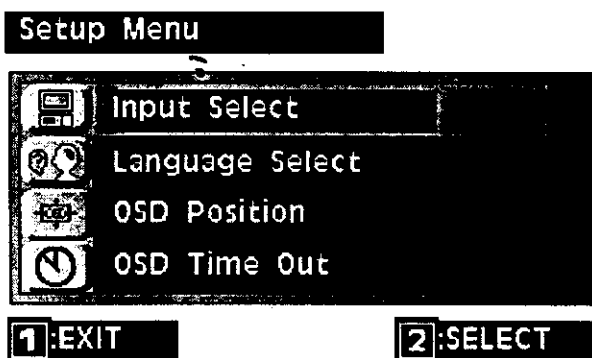 Setup Menu
Input Select
Language Select
OSD Position
OSD Time Out
1:EXIT
2:SELECT